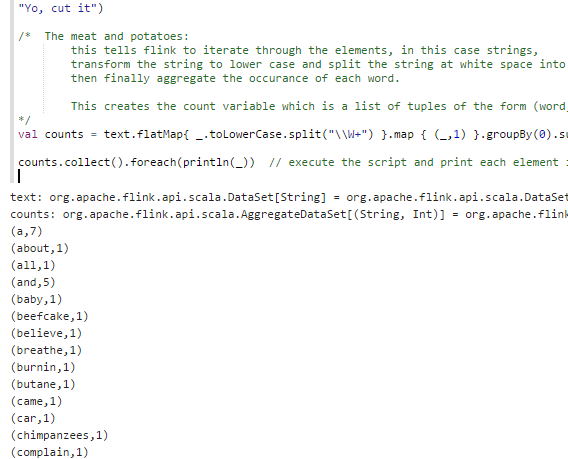 "Yo, cut it")
/* The meat and potatoes:
this tells flink to iterate through the elements, in this case strings,
transform the string to lower case and split the string at white space into
then finally aggregate the occurance of each word.
This creates the count variable which is a list of tuples of the form (word,
*/
val counts = text.flatMap{ _.toLowerCase.split("\\W+") }.map { (_,1) }.groupBy(0).su
counts.collect().foreach(println(_)) // execute the script and print each element i
text: org.apache.flink.api.scala.DataSet[String] = org.apache.flink.api.scala.DataSet
counts: org.apache.flink.api.scala.AggregateDataSet[(String, Int)] = org.apache.flink
(a,7)
(about,1)
(all,1)
(and,5)
(baby,1)
(beefcake,1)
(believe,1)
(breathe,1)
(burnin,1)
(butane,1)
(came,1)
(car,1)
(chimpanzees,1)
(complain,1)